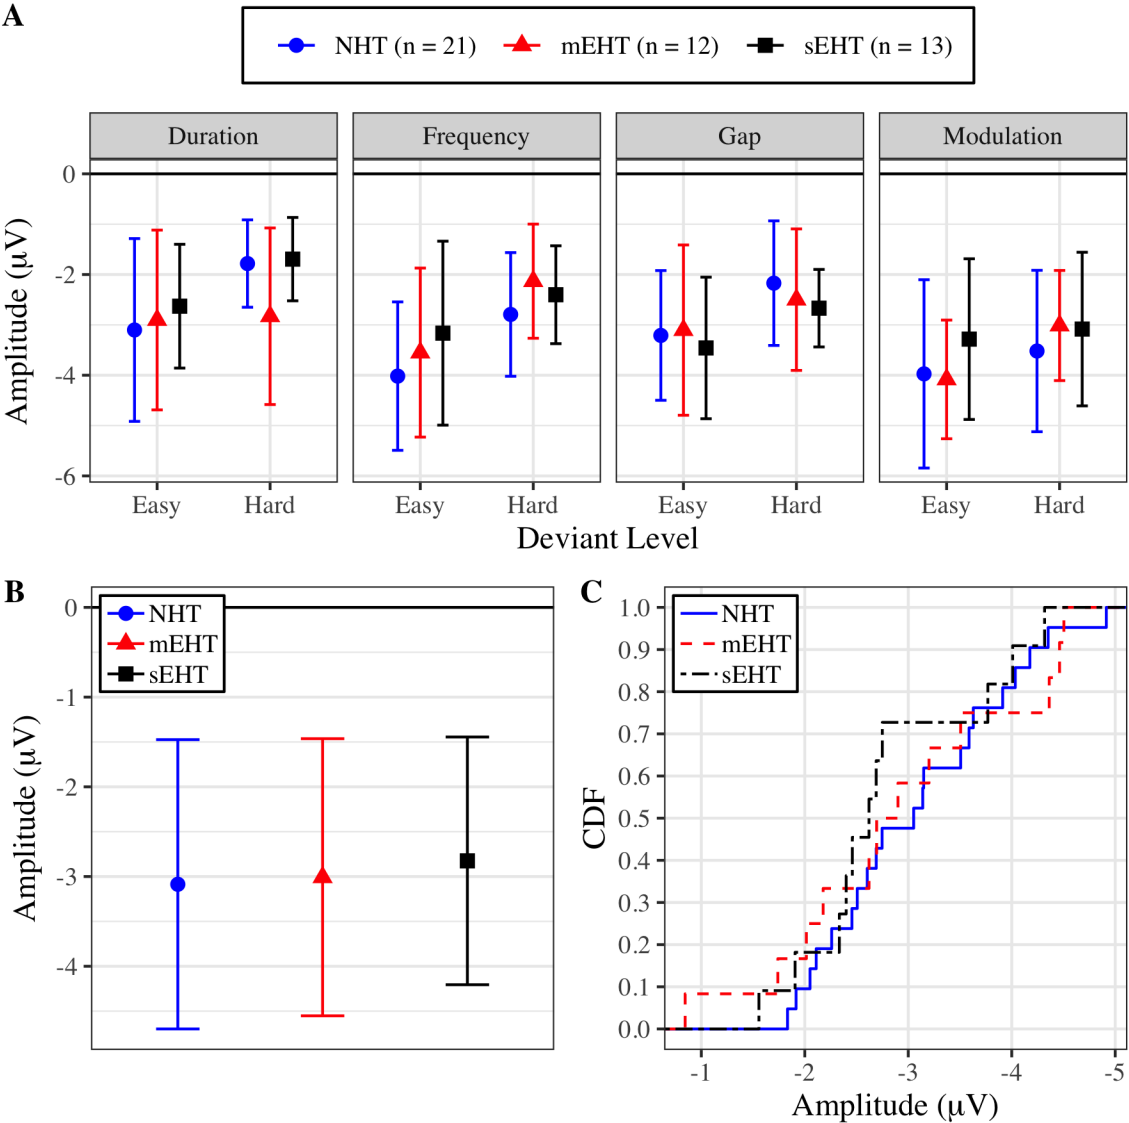 A
NHT (n = 21) mEHT (n = 12) sEHT (n = 13)
Duration Frequency Gap Modulation
0
-2
-4
-6
Amplitude (μV)
Easy Hard Easy Hard Easy Hard Easy Hard
Deviant Level
B
NHT
mEHT
sEHT
0
-1
-2
-3
-4
Amplitude (μV)
C
NHT
mEHT
sEHT
1.0
0.9
0.8
0.7
0.6
0.5
0.4
0.3
0.2
0.1
0.0
CDF
-1 -2 -3 -4 -5
Amplitude (μV)